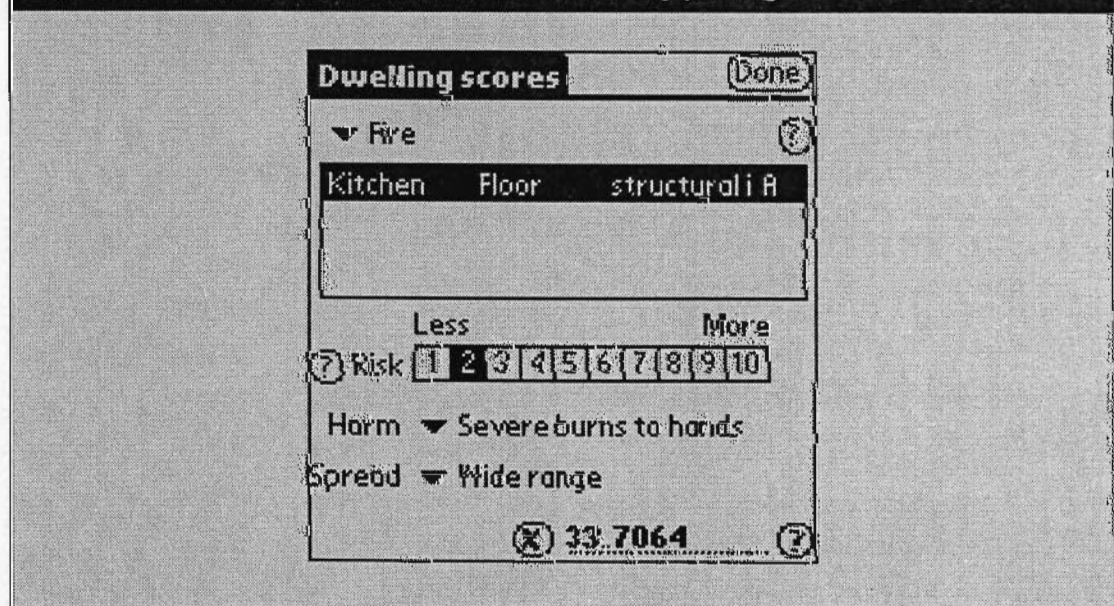 Dwelling scores Done
Fire ?
Kitchen Floor structurali A
Less More
? Risk 1 2 3 4 5 6 7 8 9 10
Harm Severe burns to hands
Spread Wide range
X 33.7064 ?